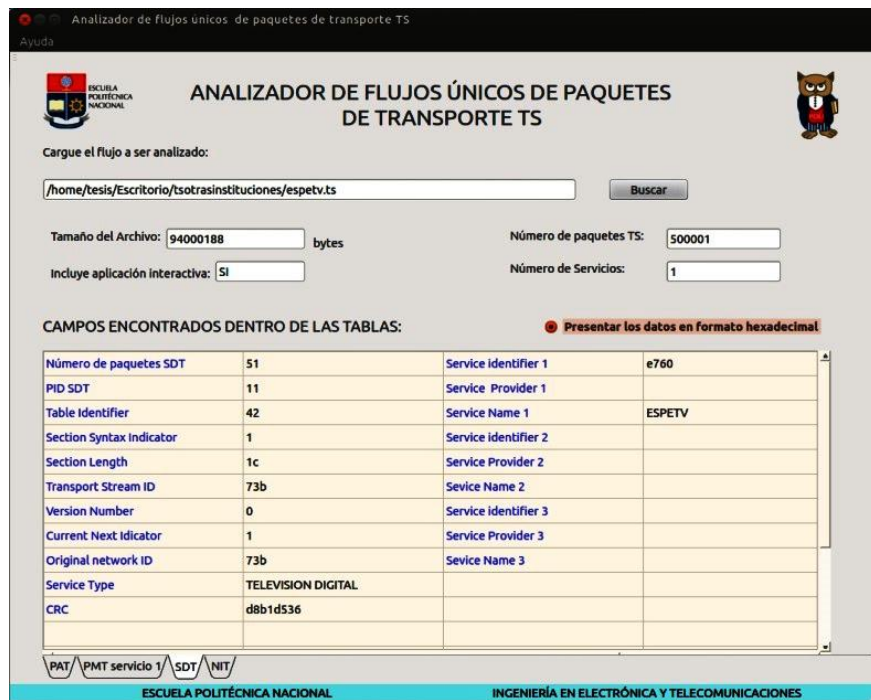 Analizador de flujos únicos de paquetes de transporte TS
Ayuda
ESCUELA
POLITÉCNICA
NACIONAL
ANALIZADOR DE FLUJOS ÚNICOS DE PAQUETES
DE TRANSPORTE TS
Cargue el flujo a ser analizado:
/home/tesis/Escritorio/tsotrasinstituciones/espetv.ts Buscar
Tamaño del Archivo: 94000188 bytes Número de paquetes TS: 500001
Incluye aplicación interactiva: SI Número de Servicios: 1
CAMPOS ENCONTRADOS DENTRO DE LAS TABLAS: Presentar los datos en formato hexadecimal
Número de paquetes SDT 51 Service identifier 1 e760
PID SDT 11 Service Provider 1
Table Identifier 42 Service Name 1 ESPETV
Section Syntax Indicator 1 Service identifier 2
Section Length 1c Service Provider 2
Transport Stream ID 73b Sevice Name 2
Version Number 0 Service identifier 3
Current Next Idicator 1 Service Provider 3
Original network ID 73b Sevice Name 3
Service Type TELEVISION DIGITAL
CRC d8b1d536
PAT PMT servicio 1 SDT NIT
ESCUELA POLITÉCNICA NACIONAL INGENIERÍA EN ELECTRÓNICA Y TELECOMUNICACIONES